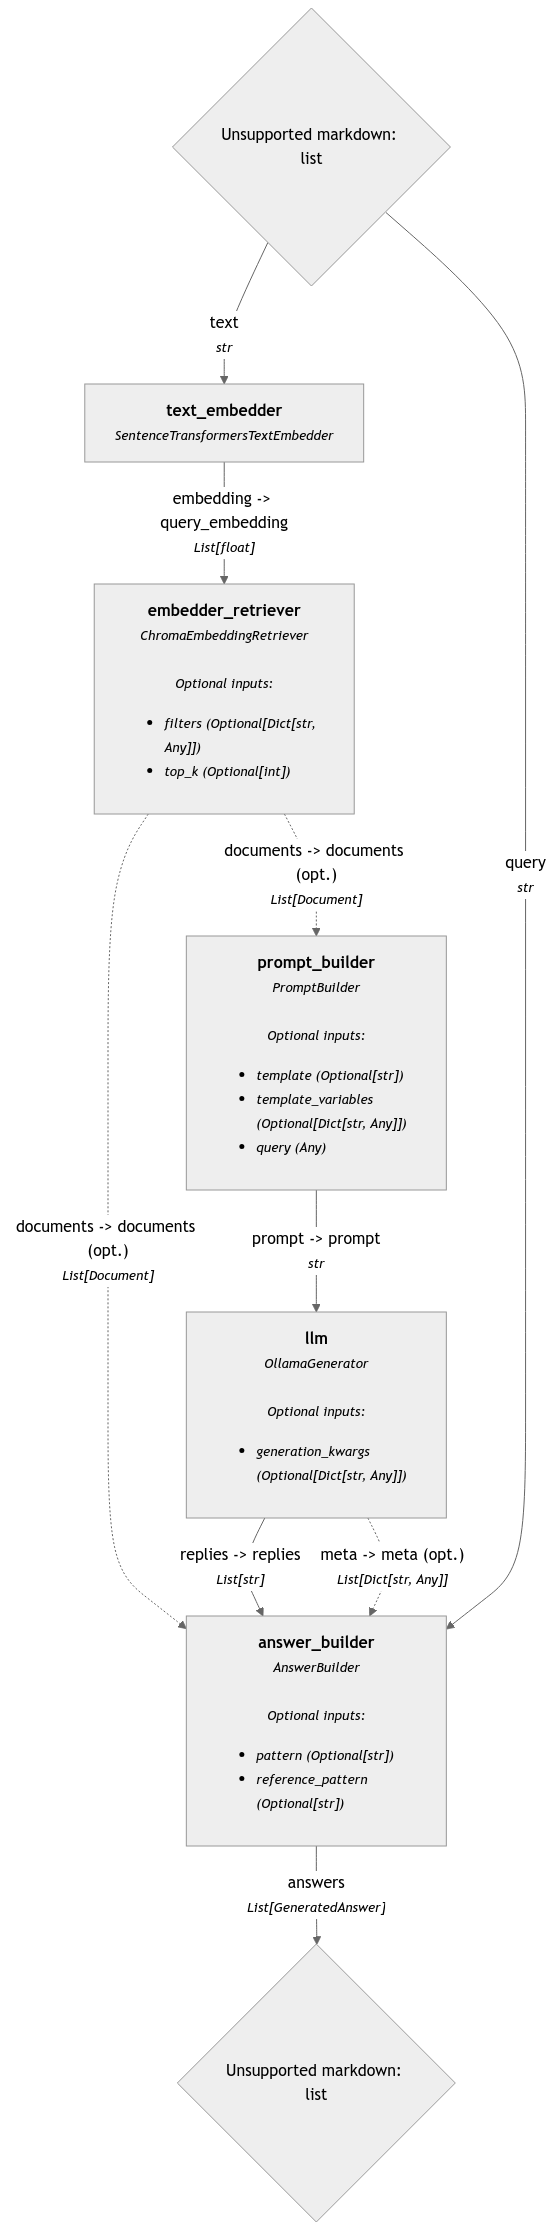 Unsupported markdown:
list
text
str
text_embedder
SentenceTransformersTextEmbedder
embedding ->
query_embedding
List[float]
embedder_retriever
ChromaEmbeddingRetriever
Optional inputs:
• filters (Optional[Dict[str,
Any]])
• top_k (Optional[int])
documents -> documents
(opt.)
List[Document]
query
str
prompt_builder
PromptBuilder
Optional inputs:
• template (Optional[str])
• template_variables
(Optional[Dict[str, Any]])
• query (Any)
documents -> documents
(opt.)
List[Document]
prompt -> prompt
str
llm
OllamaGenerator
Optional inputs:
• generation_kwargs
(Optional[Dict[str, Any]])
replies -> replies
List[str]
meta -> meta (opt.)
List[Dict[str, Any]]
answer_builder
AnswerBuilder
Optional inputs:
• pattern (Optional[str])
• reference_pattern
(Optional[str])
answers
List[GeneratedAnswer]
Unsupported markdown:
list